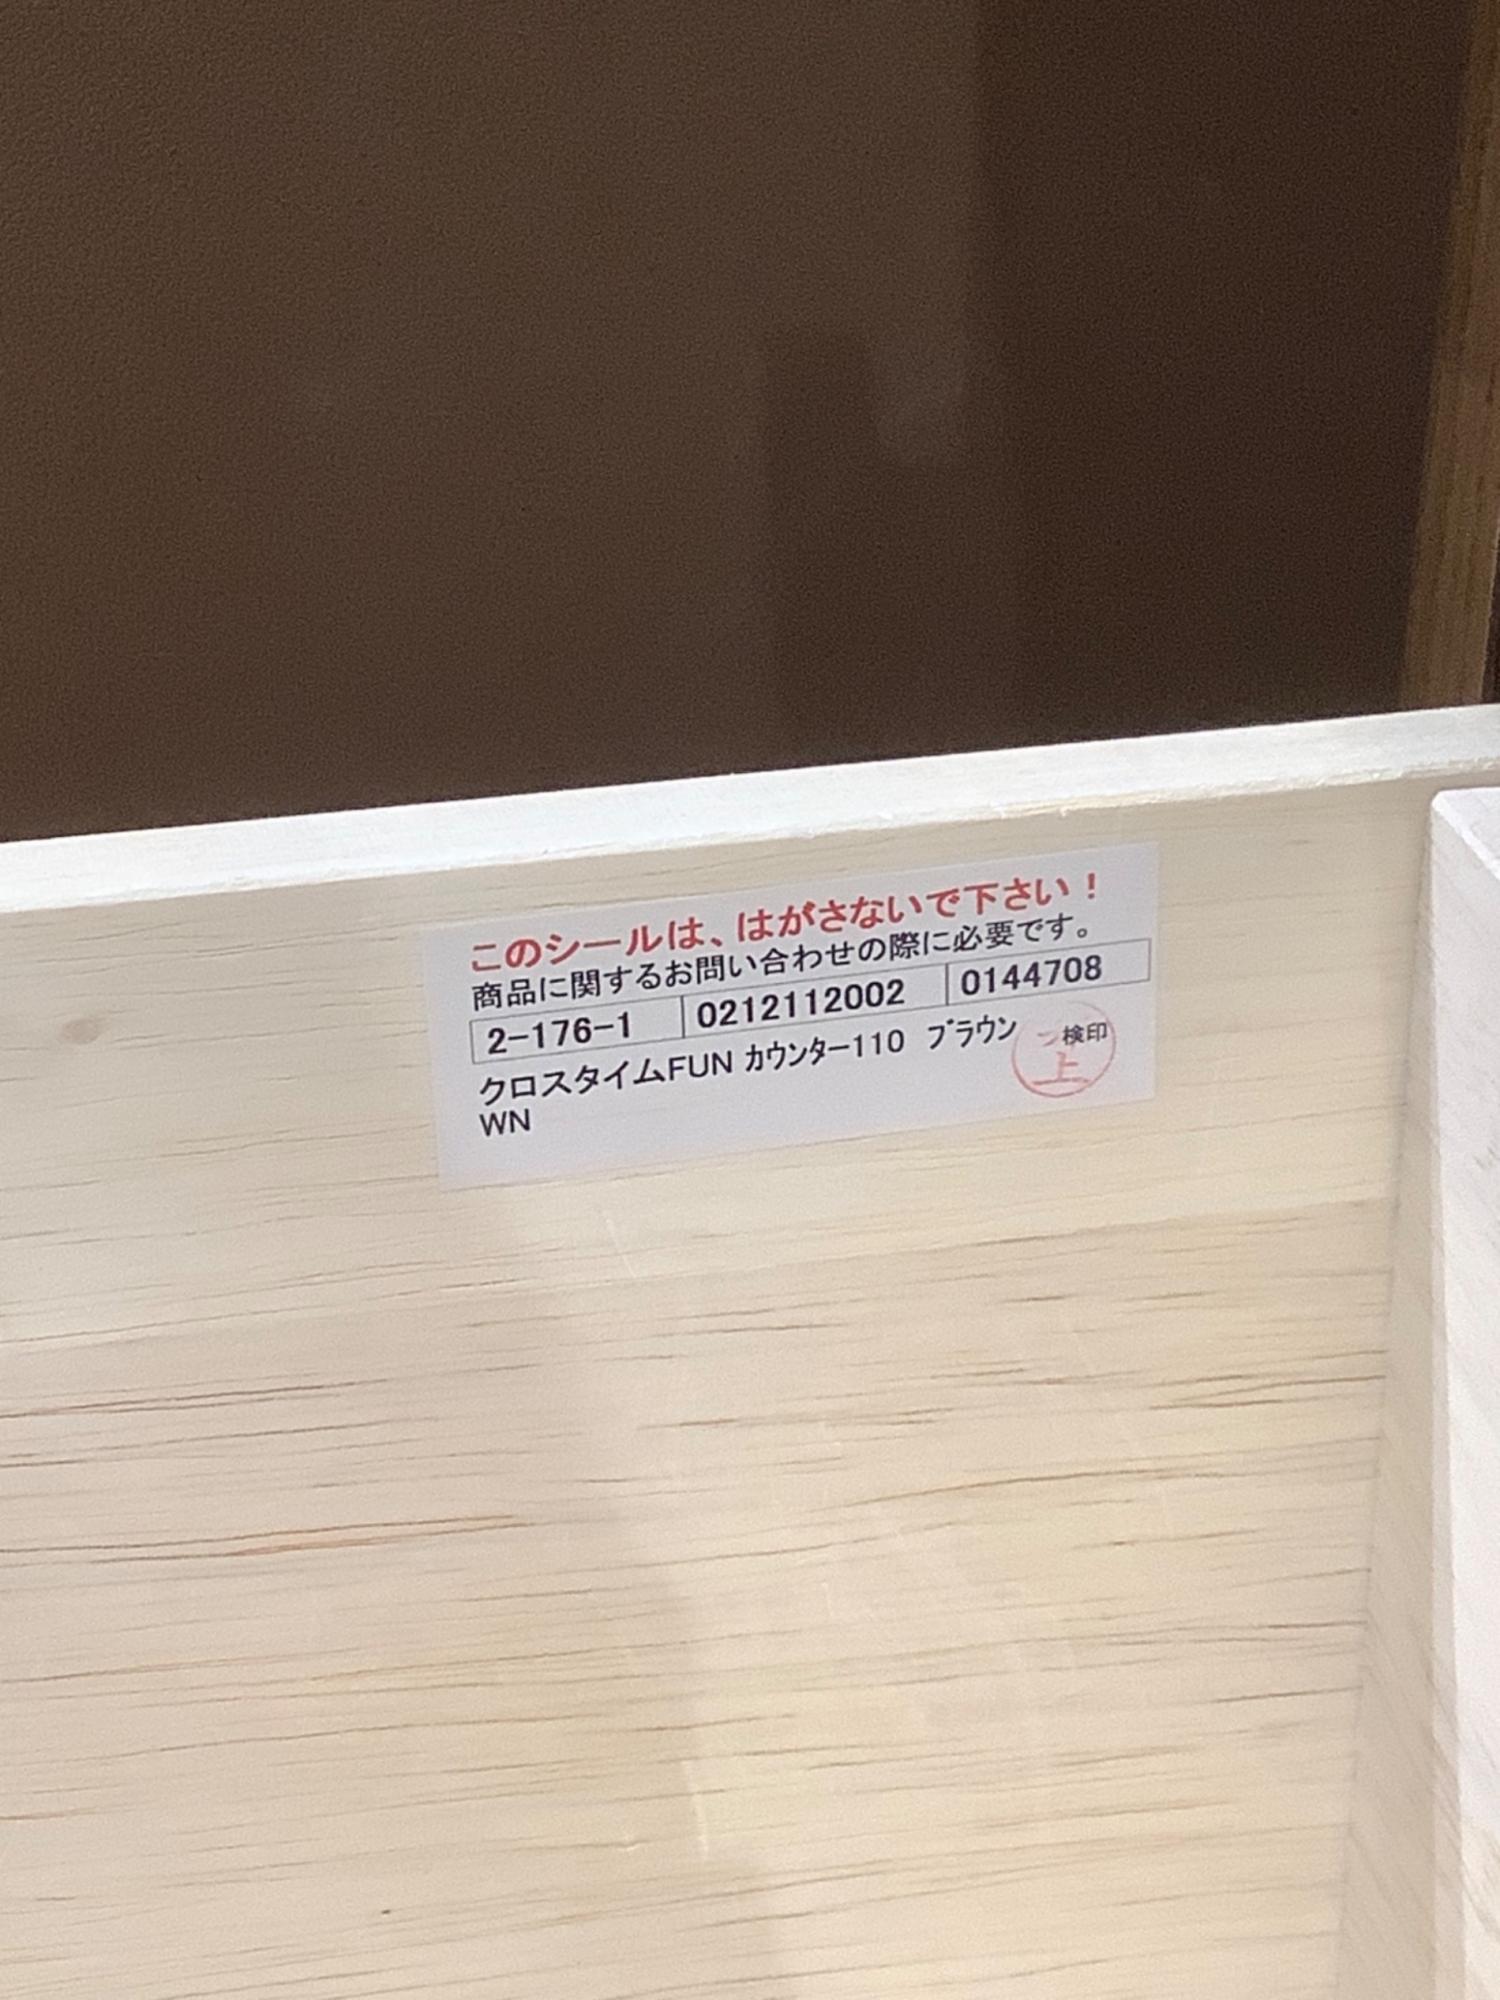 このシールは、はがさないで下さい！
商品に関するお問い合わせの際に必要です。
2-176-1 0212112002 0144708
クロスタイムFUN ｶｳﾝﾀｰ110 ﾌﾞﾗｳﾝ 検印
WN
上